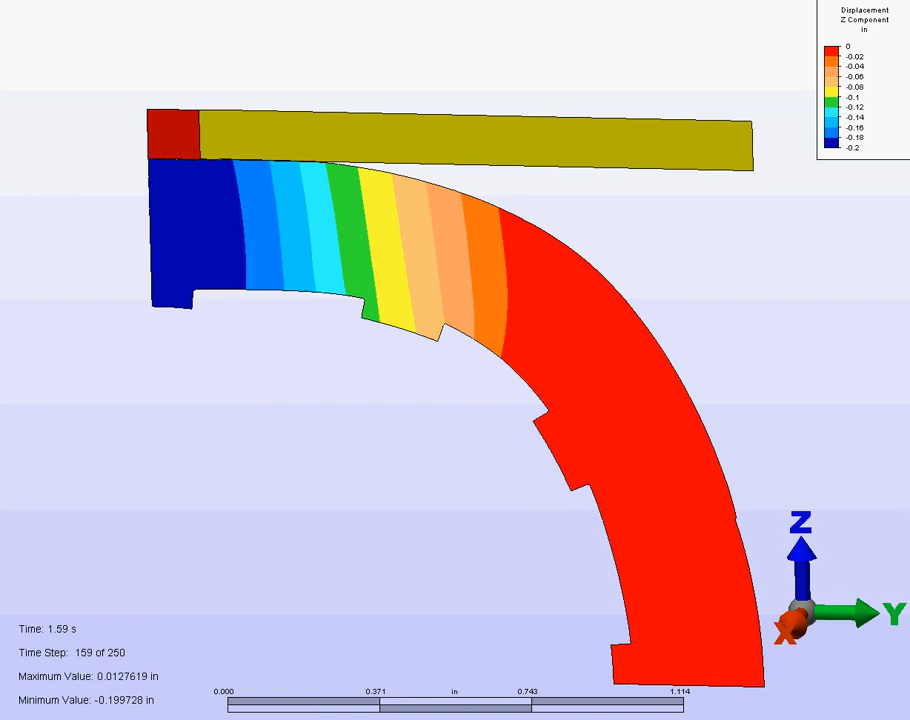 Displacement
Z Component
in
0
-0.02
-0.04
-0.06
-0.08
-0.1
-0.12
-0.14
-0.16
-0.18
-0.2
Z
Y
X
Time: 1.59 s
Time Step: 159 of 250
Maximum Value: 0.0127619 in
Minimum Value: -0.199728 in
0.000 0.371 in 0.743 1.114